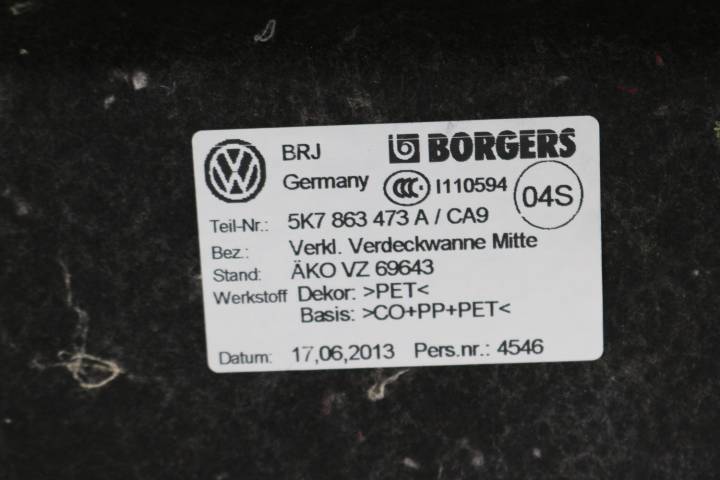 BRJ BORGERS
Germany CCC I110594 04S
Teil-Nr.: 5K7 863 473 A / CA9
Bez.: Verkl. Verdeckwanne Mitte
Stand: ÄKO VZ 69643
Werkstoff Dekor: >PET<
Basis: >CO+PP+PET<
Datum: 17,06,2013 Pers.nr.: 4546